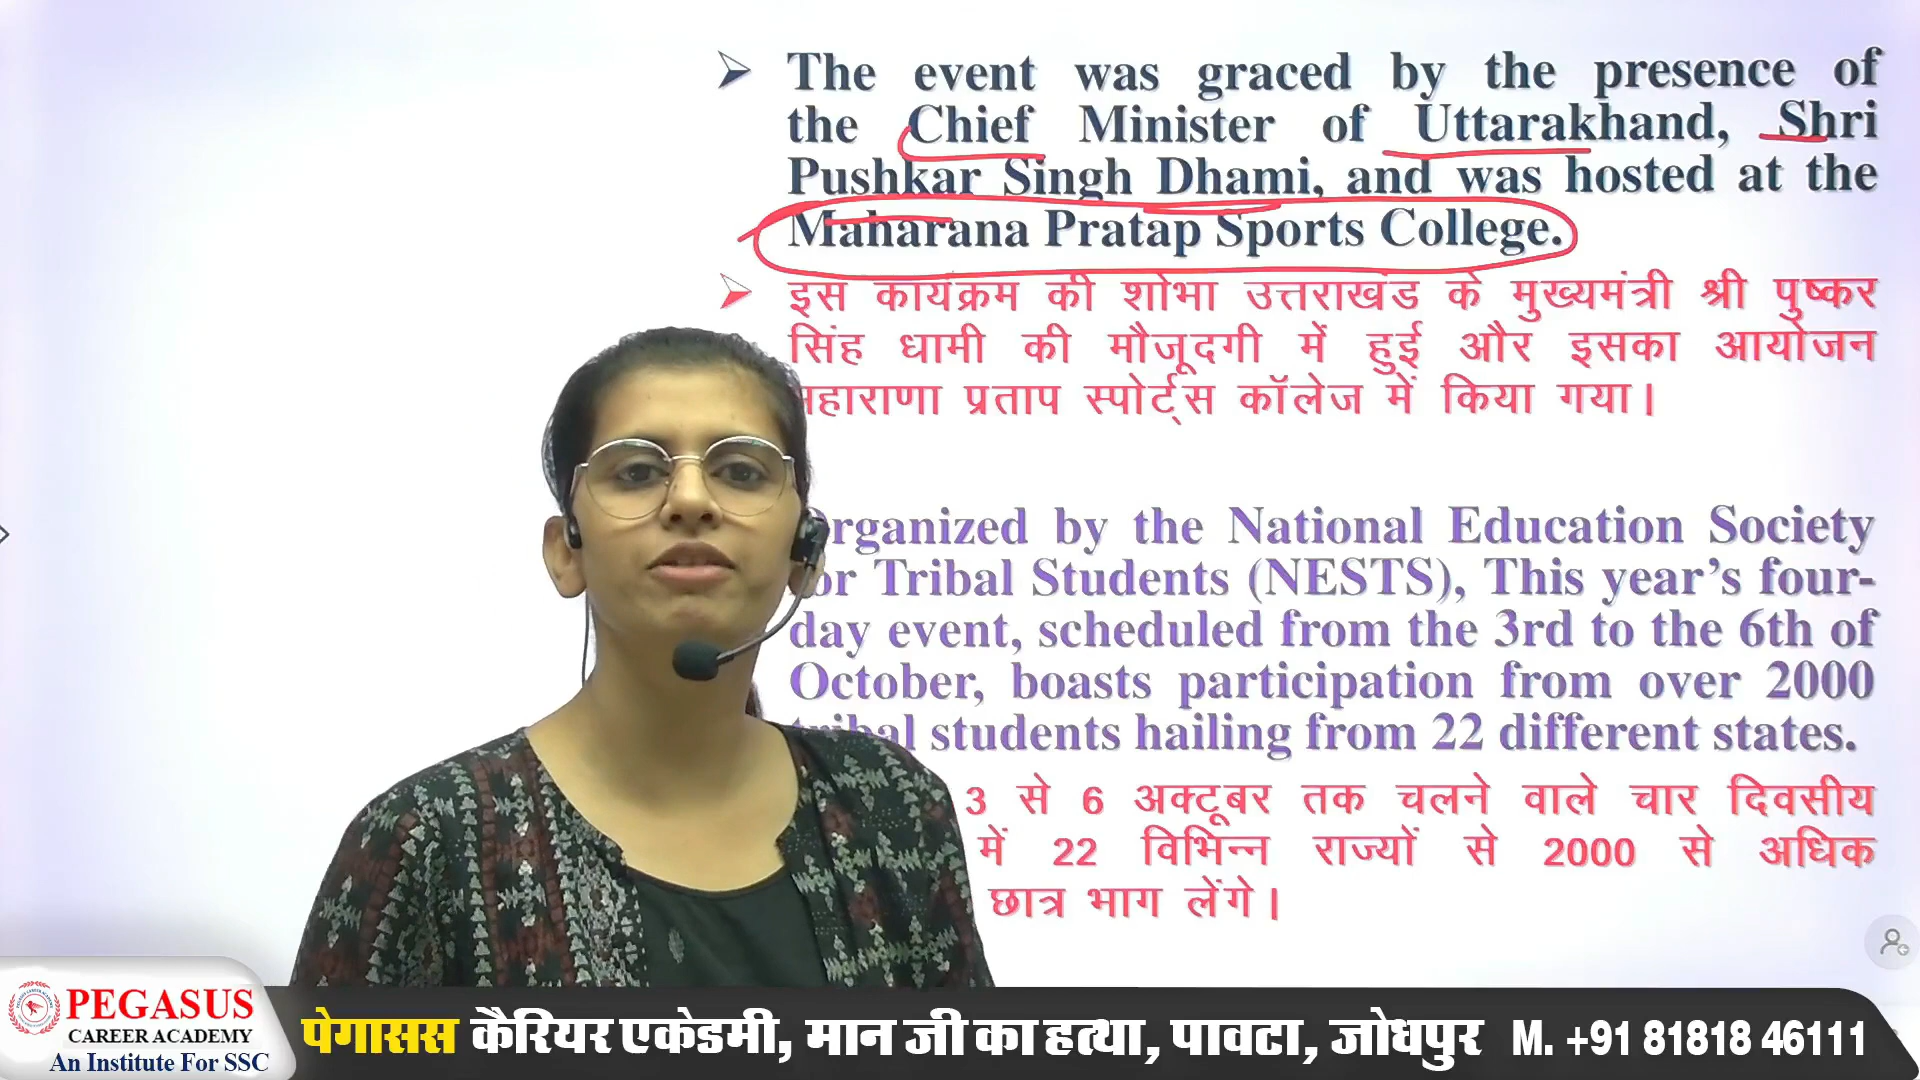 The event was graced by the presence of
the Chief Minister of Uttarakhand, Shri
Pushkar Singh Dhami, and was hosted at the
Maharana Pratap Sports College.
इस कार्यक्रम की शोभा उत्तराखंड के मुख्यमंत्री श्री पुष्कर
सिंह धामी की मौजूदगी में हुई और इसका आयोजन
महाराणा प्रताप स्पोर्ट्स कॉलेज में किया गया।
Organized by the National Education Society
for Tribal Students (NESTS), This year's four-
day event, scheduled from the 3rd to the 6th of
October, boasts participation from over 2000
tribal students hailing from 22 different states.
3 से 6 अक्टूबर तक चलने वाले चार दिवसीय
में 22 विभिन्न राज्यों से 2000 से अधिक
छात्र भाग लेंगे।
PEGASUS
CAREER ACADEMY
An Institute For SSC
पेगासस कैरियर एकेडमी, मान जी का हत्था, पावटा, जोधपुर M. +91 81818 46111